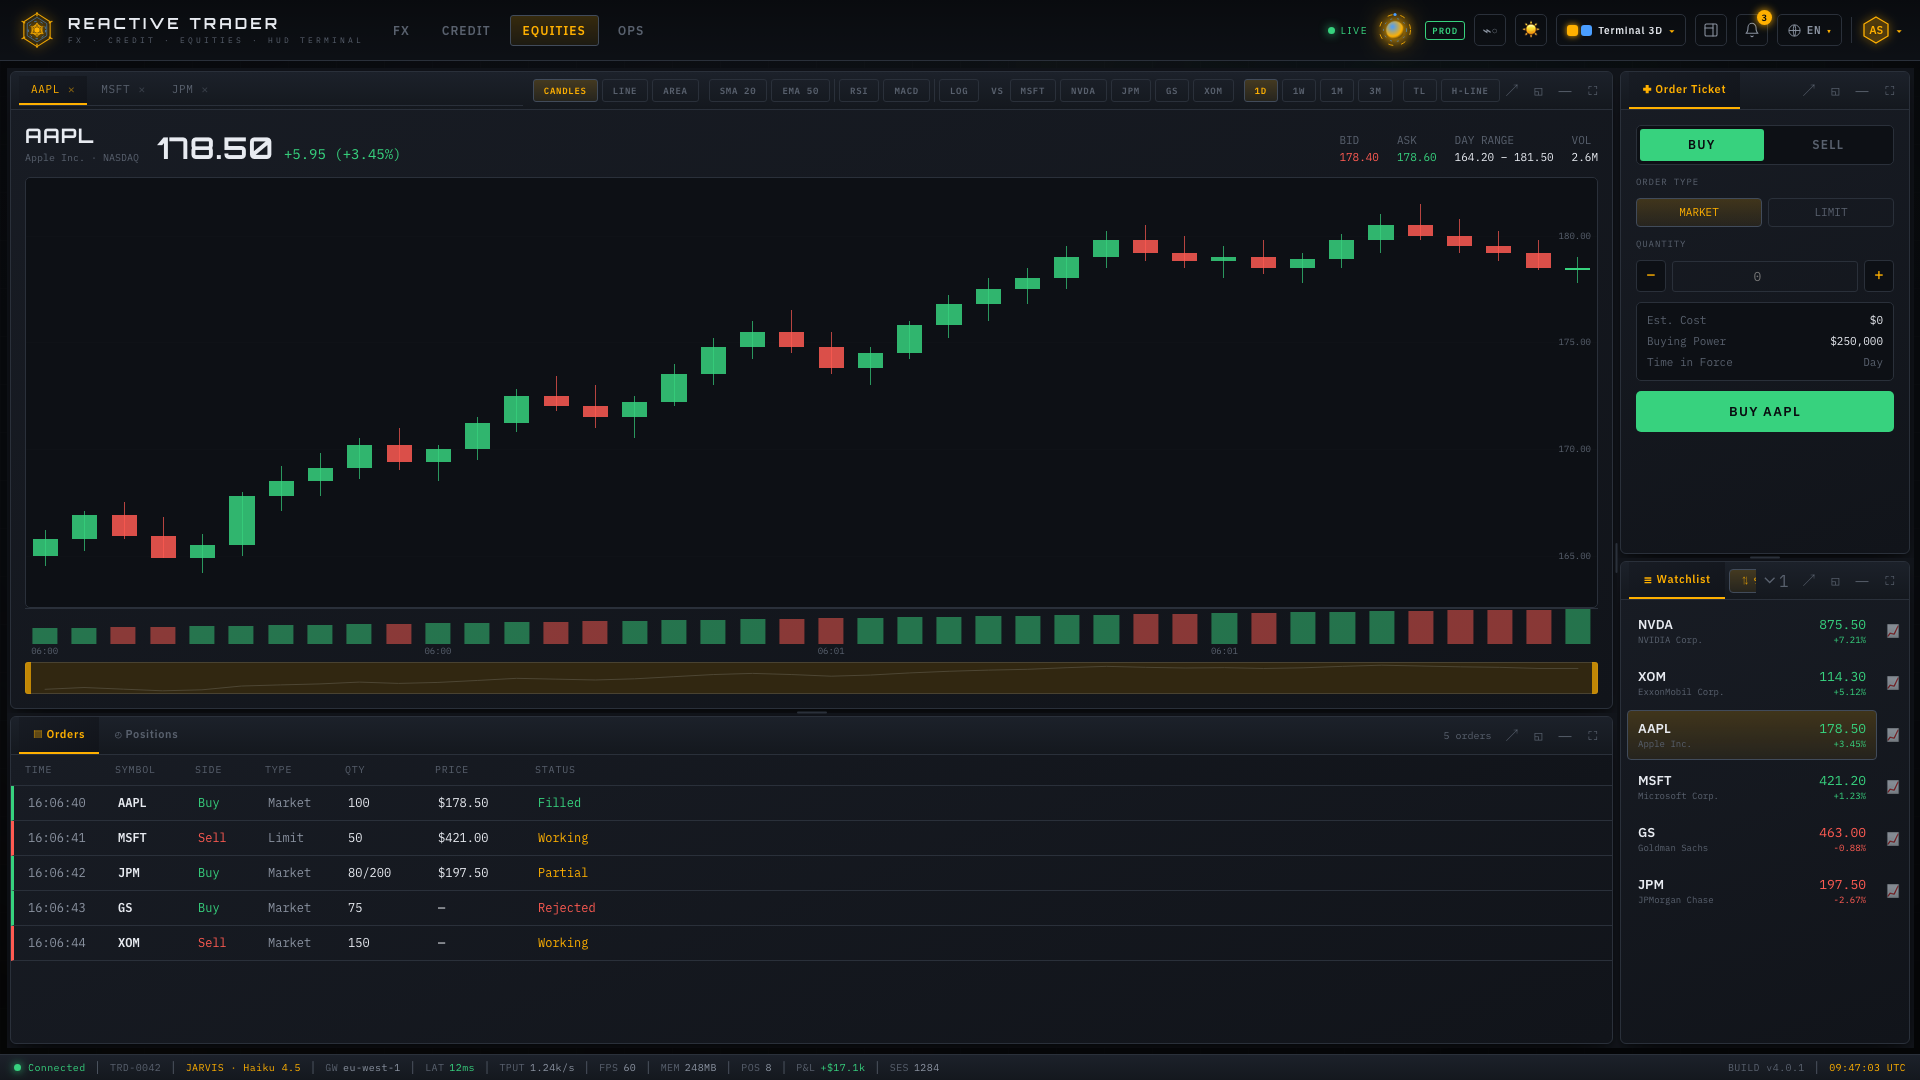 REACTIVE TRADER
FX · CREDIT · EQUITIES · HUD TERMINAL
FX CREDIT EQUITIES OPS
LIVE PROD Terminal 3D 3 EN AS
AAPL × MSFT × JPM ×
CANDLES LINE AREA SMA 20 EMA 50 RSI MACD LOG VS MSFT NVDA JPM GS XOM 1D 1W 1M 3M TL H-LINE
AAPL
Apple Inc. · NASDAQ
178.50 +5.95 (+3.45%)
BID ASK DAY RANGE VOL
178.40 178.60 164.20 – 181.50 2.6M
180.00
175.00
170.00
165.00
06:00 06:00 06:01 06:01
Orders Positions 5 orders
TIME SYMBOL SIDE TYPE QTY PRICE STATUS
16:06:40 AAPL Buy Market 100 $178.50 Filled
16:06:41 MSFT Sell Limit 50 $421.00 Working
16:06:42 JPM Buy Market 80/200 $197.50 Partial
16:06:43 GS Buy Market 75 — Rejected
16:06:44 XOM Sell Market 150 — Working
Order Ticket
BUY SELL
ORDER TYPE
MARKET LIMIT
QUANTITY
− 0 +
Est. Cost $0
Buying Power $250,000
Time in Force Day
BUY AAPL
Watchlist 1
NVDA 875.50
NVIDIA Corp. +7.21%
XOM 114.30
ExxonMobil Corp. +5.12%
AAPL 178.50
Apple Inc. +3.45%
MSFT 421.20
Microsoft Corp. +1.23%
GS 463.00
Goldman Sachs -0.88%
JPM 197.50
JPMorgan Chase -2.67%
Connected TRD-0042 JARVIS · Haiku 4.5 GW eu-west-1 LAT 12ms TPUT 1.24k/s FPS 60 MEM 248MB POS 8 P&L +$17.1k SES 1284 BUILD v4.0.1 09:47:03 UTC